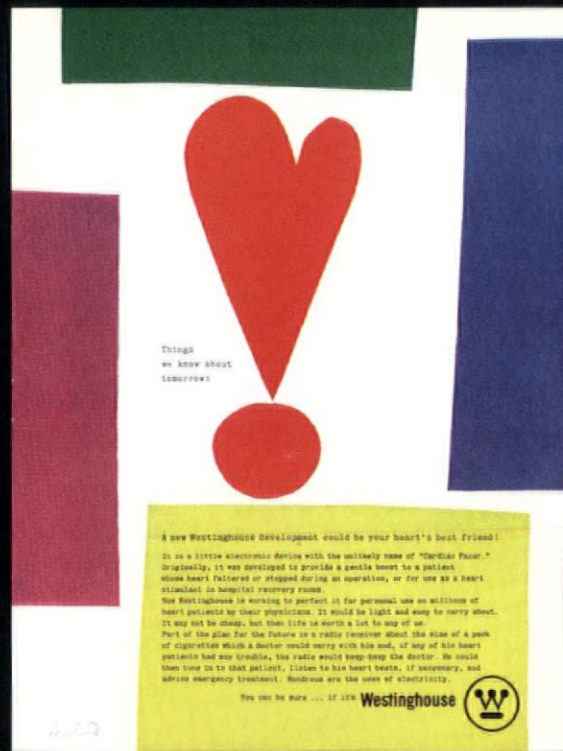 Things
we know about
tomorrow:
A new Westinghouse development could be your heart's best friend!
It is a little electronic device with the unlikely name of "Cardiac Pacer."
Originally, it was developed to provide a gentle boost to a patient
whose heart faltered or stopped during an operation, or for use as a heart
stimulant in hospital recovery rooms.
Now Westinghouse is working to perfect it for personal use so millions of
heart patients by their physicians. It would be light and easy to carry about.
It may not be cheap, but then life is worth a lot to any of us.
Part of the plan for the future is a radio receiver about the size of a pack
of cigarettes which a doctor could carry with him and, if any of his heart
patients had any trouble, the radio would beep-beep the doctor. He could
then tune in to that patient, listen to his heart beats, if necessary, and
advise emergency treatment. Wondrous are the ways of electricity.
You can be sure ... if it's Westinghouse
W